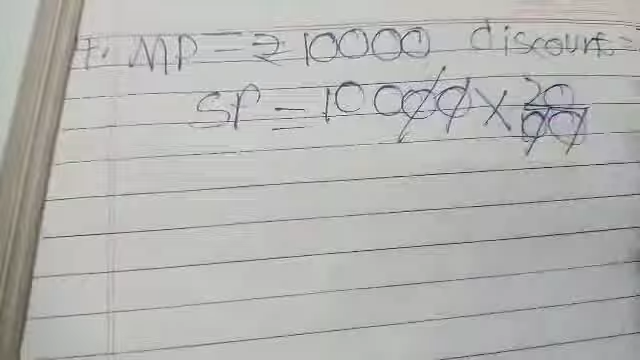 7. MP = ₹ 10000 discount =
SP = 10000 × 20/100